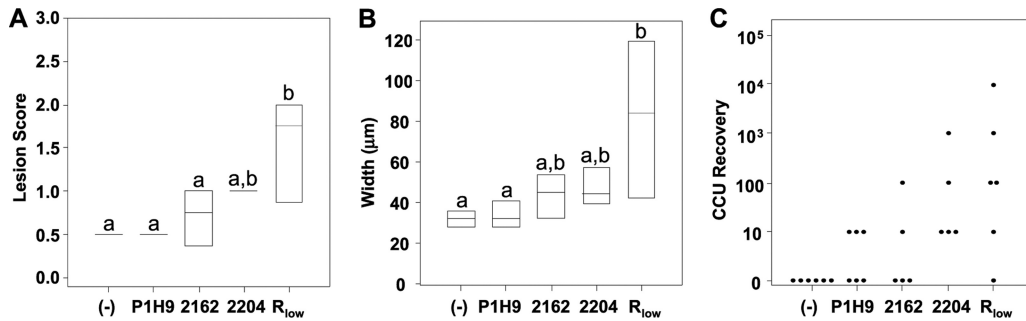 A
Lesion Score
3.0
2.5
2.0
1.5
1.0
0.5
0.0
a
a
a
a,b
b
(-) P1H9 2162 2204 Rlow
B
Width (μm)
120
100
80
60
40
20
0
a
a
a,b
a,b
b
(-) P1H9 2162 2204 Rlow
C
CCU Recovery
10⁵
10⁴
10³
100
10
0
(-) P1H9 2162 2204 Rlow